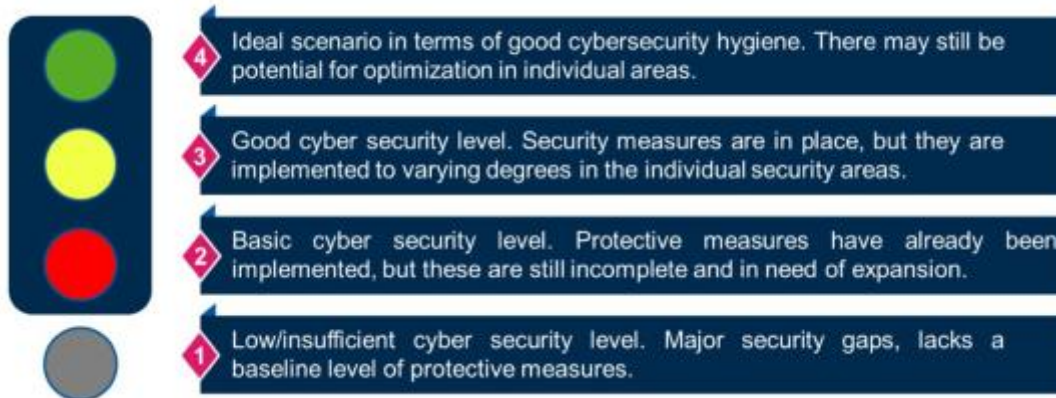 4
Ideal scenario in terms of good cybersecurity hygiene. There may still be
potential for optimization in individual areas.
3
Good cyber security level. Security measures are in place, but they are
implemented to varying degrees in the individual security areas.
2
Basic cyber security level. Protective measures have already been
implemented, but these are still incomplete and in need of expansion.
1
Low/insufficient cyber security level. Major security gaps, lacks a
baseline level of protective measures.